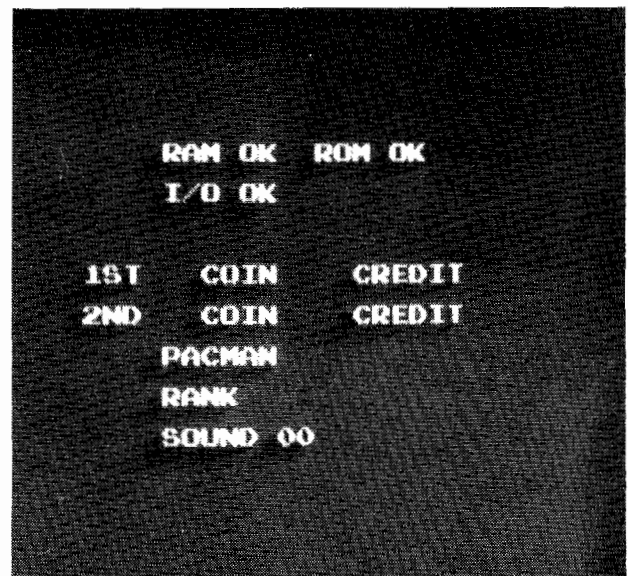 RAM OK ROM OK
I/O OK
1ST COIN CREDIT
2ND COIN CREDIT
PACMAN
RANK
SOUND 00